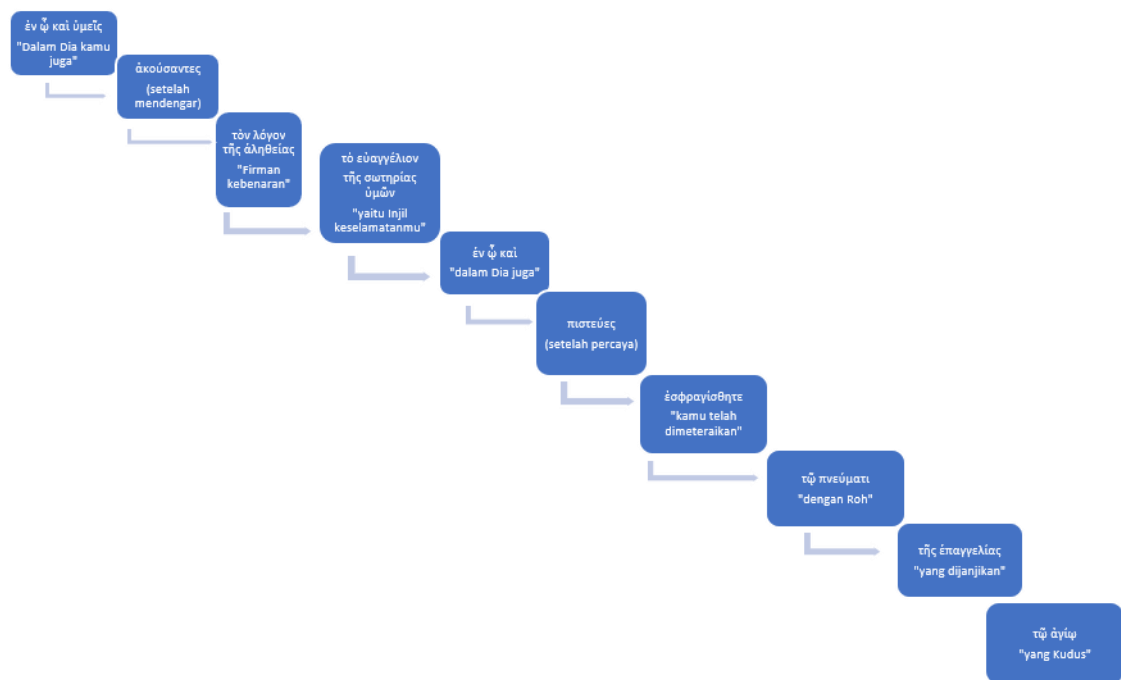 ἐν ᾧ καὶ ὑμεῖς
"Dalam Dia kamu
juga"
ἀκούσαντες
(setelah
mendengar)
τὸν λόγον
τῆς ἀληθείας
"Firman
kebenaran"
τὸ εὐαγγέλιον
τῆς σωτηρίας
ὑμῶν
"yaitu Injil
keselamatanmu"
ἐν ᾧ καὶ
"dalam Dia juga"
πιστεύες
(setelah percaya)
ἐσφραγίσθητε
"kamu telah
dimeteraikan"
τῷ πνεύματι
"dengan Roh"
τῆς ἐπαγγελίας
"yang dijanjikan"
τῷ ἁγίῳ
"yang Kudus"